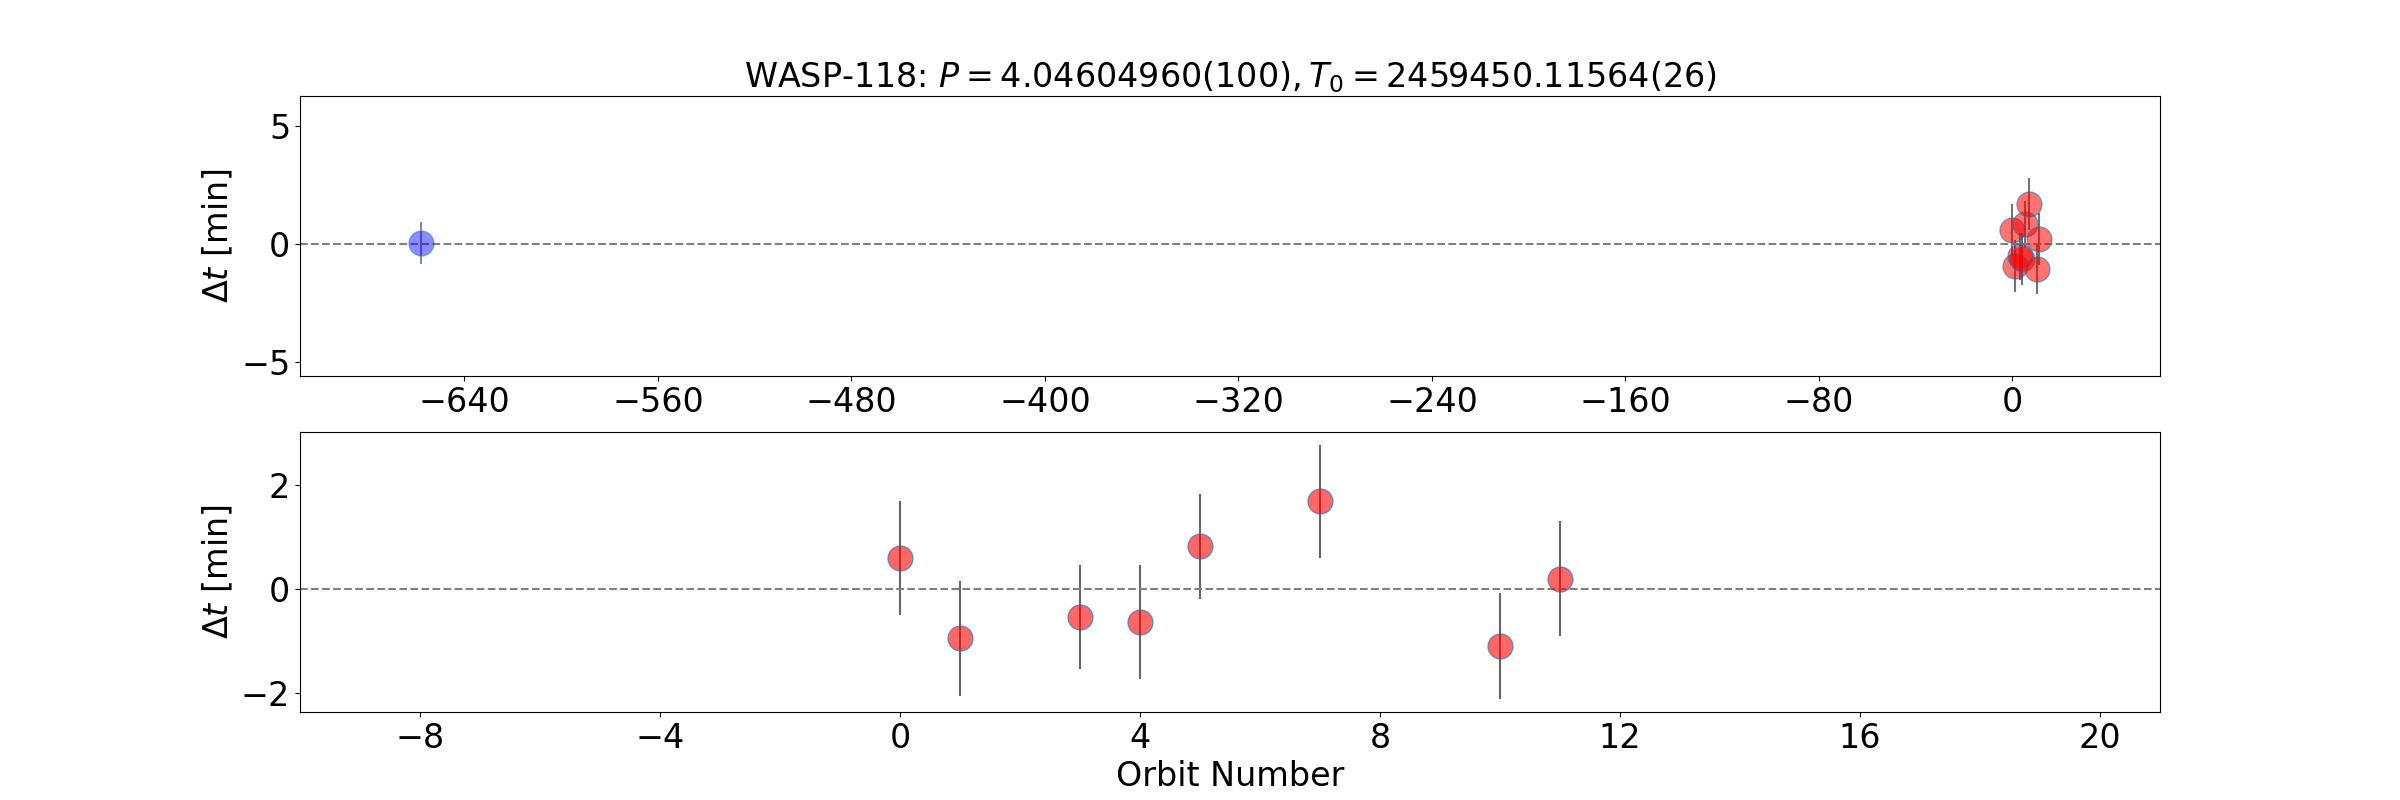 WASP-118: P = 4.04604960(100), T₀ = 2459450.11564(26)
Δt [min]
5
0
−5
−640 −560 −480 −400 −320 −240 −160 −80 0
Δt [min]
2
0
−2
−8 −4 0 4 8 12 16 20
Orbit Number